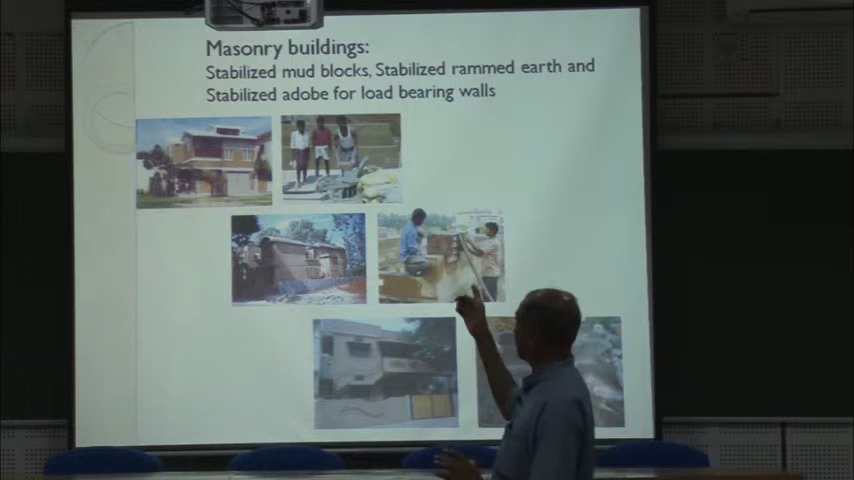 Masonry buildings:
Stabilized mud blocks, Stabilized rammed earth and
Stabilized adobe for load bearing walls